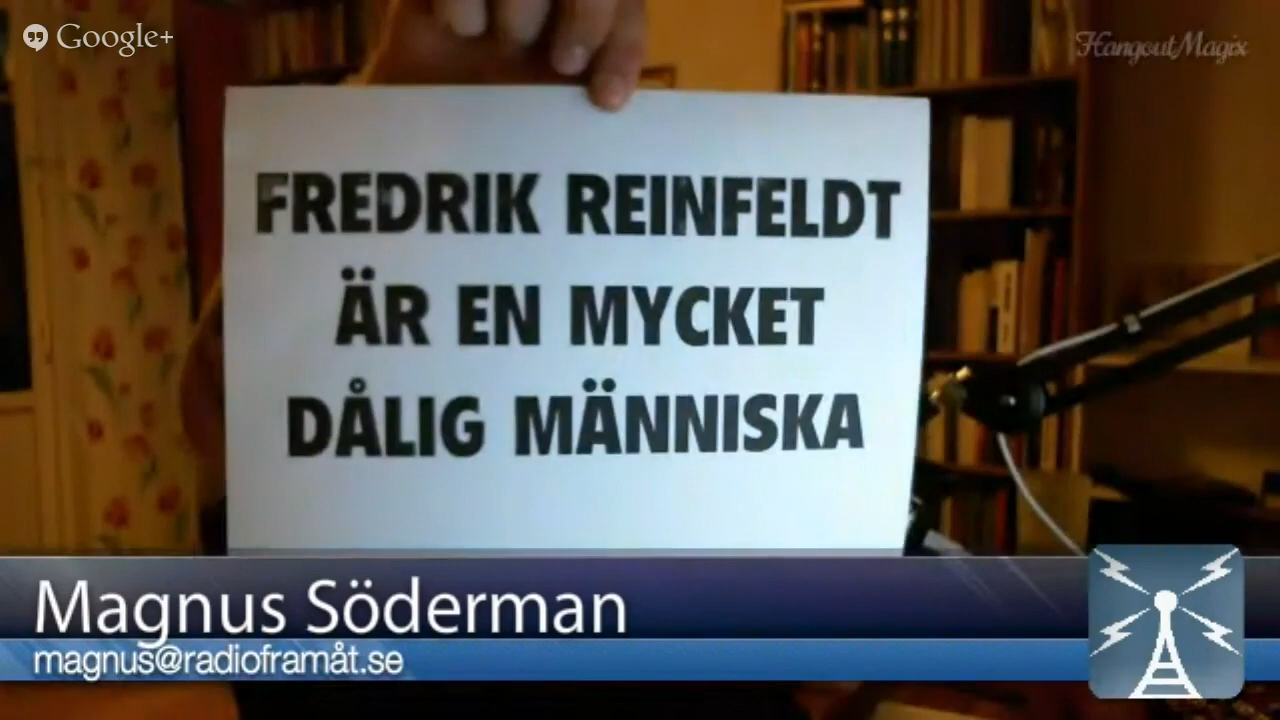 Google+
HangoutMagix
FREDRIK REINFELDT
ÄR EN MYCKET
DÅLIG MÄNNISKA
Magnus Söderman
magnus@radioframåt.se